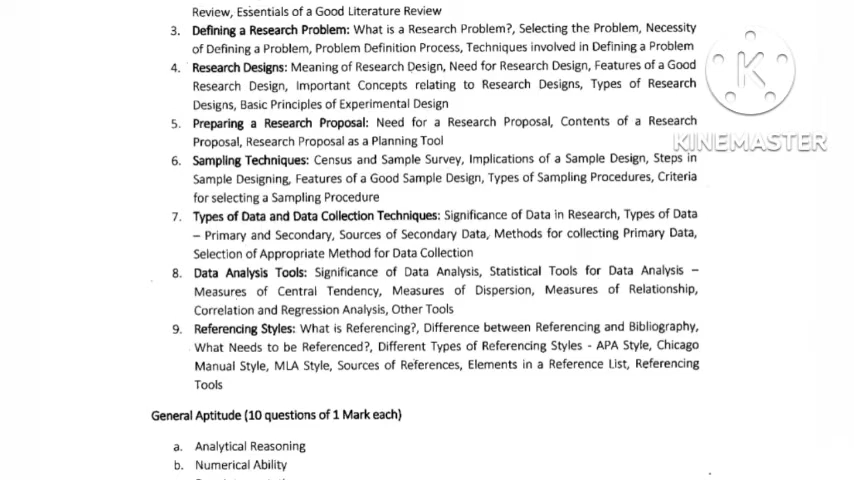 Review, Essentials of a Good Literature Review
3. Defining a Research Problem: What is a Research Problem?, Selecting the Problem, Necessity
of Defining a Problem, Problem Definition Process, Techniques involved in Defining a Problem
4. Research Designs: Meaning of Research Design, Need for Research Design, Features of a Good
Research Design, Important Concepts relating to Research Designs, Types of Research
Designs, Basic Principles of Experimental Design
5. Preparing a Research Proposal: Need for a Research Proposal, Contents of a Research
Proposal, Research Proposal as a Planning Tool
6. Sampling Techniques: Census and Sample Survey, Implications of a Sample Design, Steps in
Sample Designing, Features of a Good Sample Design, Types of Sampling Procedures, Criteria
for selecting a Sampling Procedure
7. Types of Data and Data Collection Techniques: Significance of Data in Research, Types of Data
– Primary and Secondary, Sources of Secondary Data, Methods for collecting Primary Data,
Selection of Appropriate Method for Data Collection
8. Data Analysis Tools: Significance of Data Analysis, Statistical Tools for Data Analysis –
Measures of Central Tendency, Measures of Dispersion, Measures of Relationship,
Correlation and Regression Analysis, Other Tools
9. Referencing Styles: What is Referencing?, Difference between Referencing and Bibliography,
What Needs to be Referenced?, Different Types of Referencing Styles - APA Style, Chicago
Manual Style, MLA Style, Sources of References, Elements in a Reference List, Referencing
Tools
General Aptitude (10 questions of 1 Mark each)
a. Analytical Reasoning
b. Numerical Ability
K
KINEMASTER